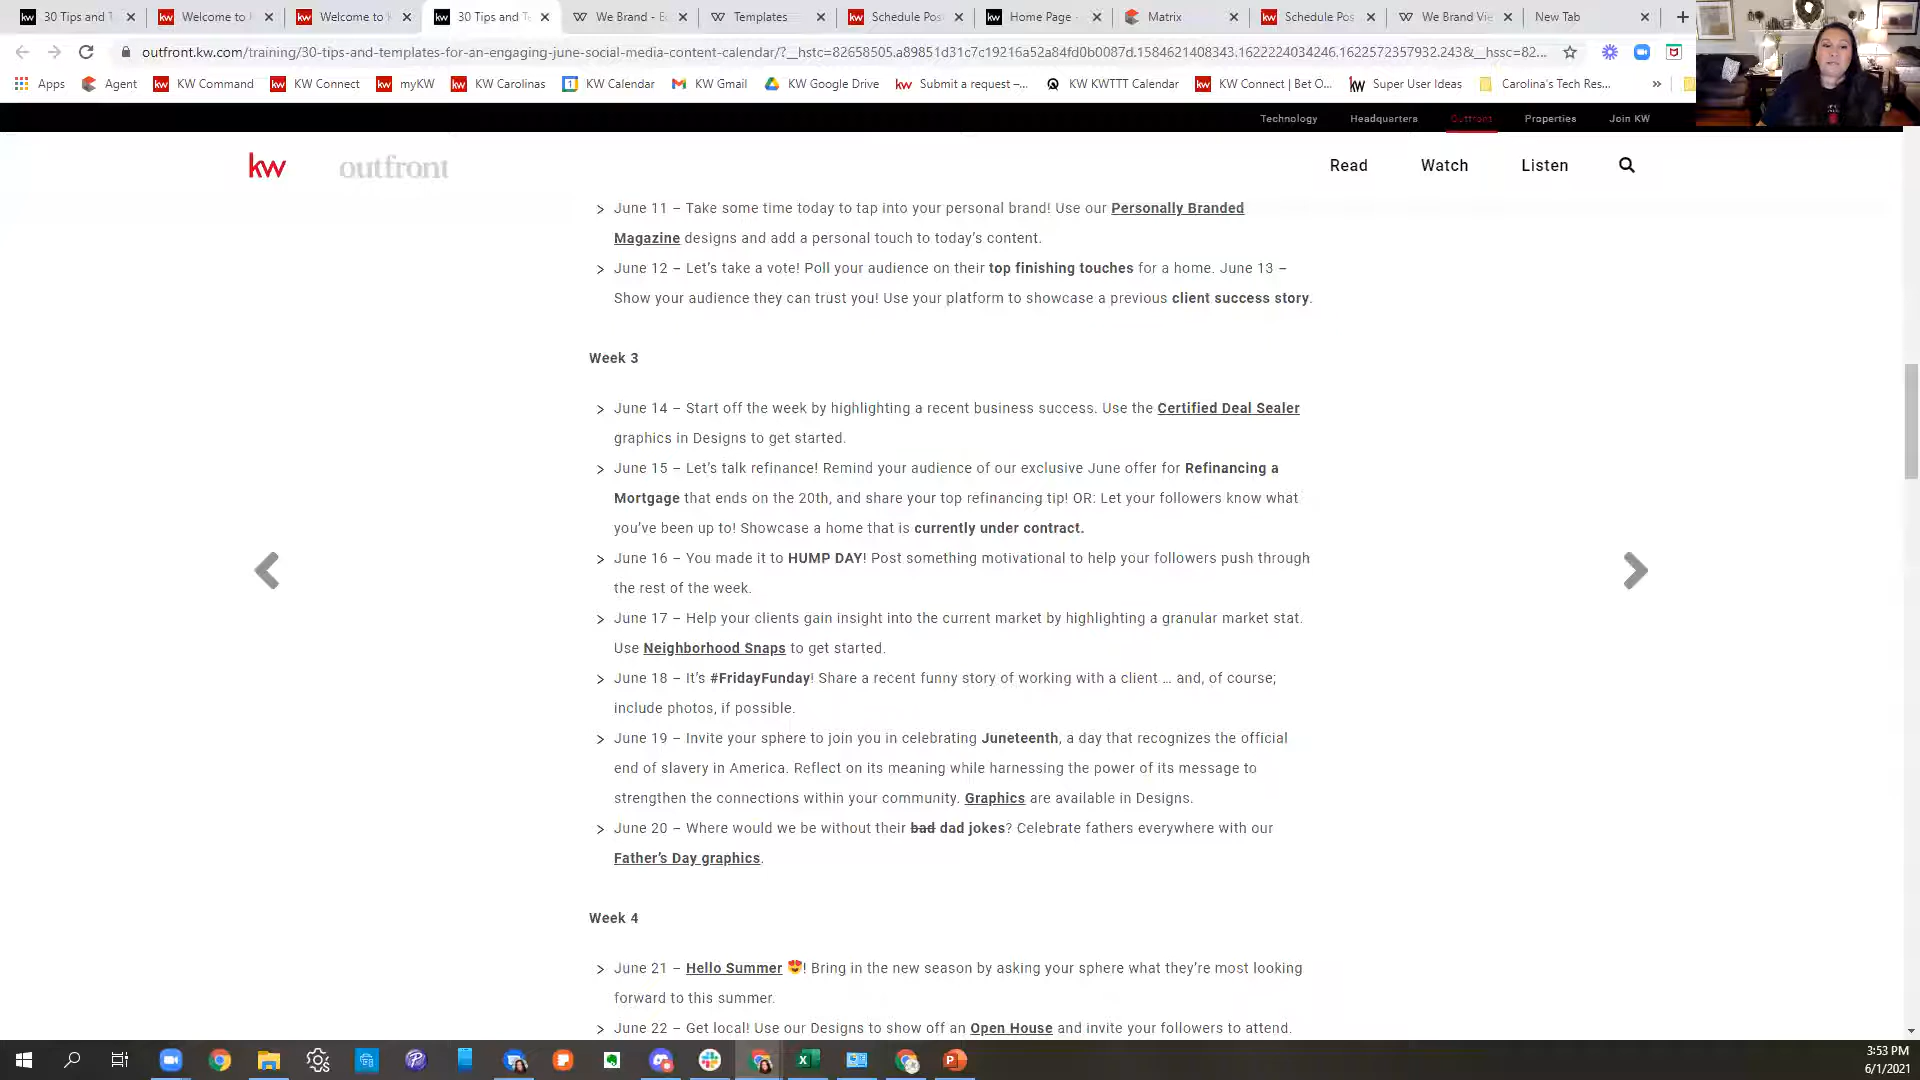 30 Tips and T
Welcome to
Welcome to
30 Tips and T
We Brand - E
Templates
Schedule Pos
Home Page -
Matrix
Schedule Pos
We Brand Vie
New Tab
outfront.kw.com/training/30-tips-and-templates-for-an-engaging-june-social-media-content-calendar/?__hstc=82658505.a89851d31c7c19216a52a84fd0b0087d.1584621408343.1622224034246.1622572357932.243&__hssc=82...
Apps
Agent
KW Command
KW Connect
myKW
KW Carolinas
KW Calendar
KW Gmail
KW Google Drive
Submit a request –...
KW KWTTT Calendar
KW Connect | Bet O...
Super User Ideas
Carolina's Tech Res...
»
Technology
Headquarters
Outfront
Properties
Join KW
kw outfront
Read
Watch
Listen
June 11 – Take some time today to tap into your personal brand! Use our Personally Branded
Magazine designs and add a personal touch to today's content.
June 12 – Let's take a vote! Poll your audience on their top finishing touches for a home. June 13 –
Show your audience they can trust you! Use your platform to showcase a previous client success story.
Week 3
June 14 – Start off the week by highlighting a recent business success. Use the Certified Deal Sealer
graphics in Designs to get started.
June 15 – Let's talk refinance! Remind your audience of our exclusive June offer for Refinancing a
Mortgage that ends on the 20th, and share your top refinancing tip! OR: Let your followers know what
you've been up to! Showcase a home that is currently under contract.
June 16 – You made it to HUMP DAY! Post something motivational to help your followers push through
the rest of the week.
June 17 – Help your clients gain insight into the current market by highlighting a granular market stat.
Use Neighborhood Snaps to get started.
June 18 – It's #FridayFunday! Share a recent funny story of working with a client … and, of course;
include photos, if possible.
June 19 – Invite your sphere to join you in celebrating Juneteenth, a day that recognizes the official
end of slavery in America. Reflect on its meaning while harnessing the power of its message to
strengthen the connections within your community. Graphics are available in Designs.
June 20 – Where would we be without their bad dad jokes? Celebrate fathers everywhere with our
Father's Day graphics.
Week 4
June 21 – Hello Summer 😍! Bring in the new season by asking your sphere what they're most looking
forward to this summer.
June 22 – Get local! Use our Designs to show off an Open House and invite your followers to attend.
3:53 PM
6/1/2021